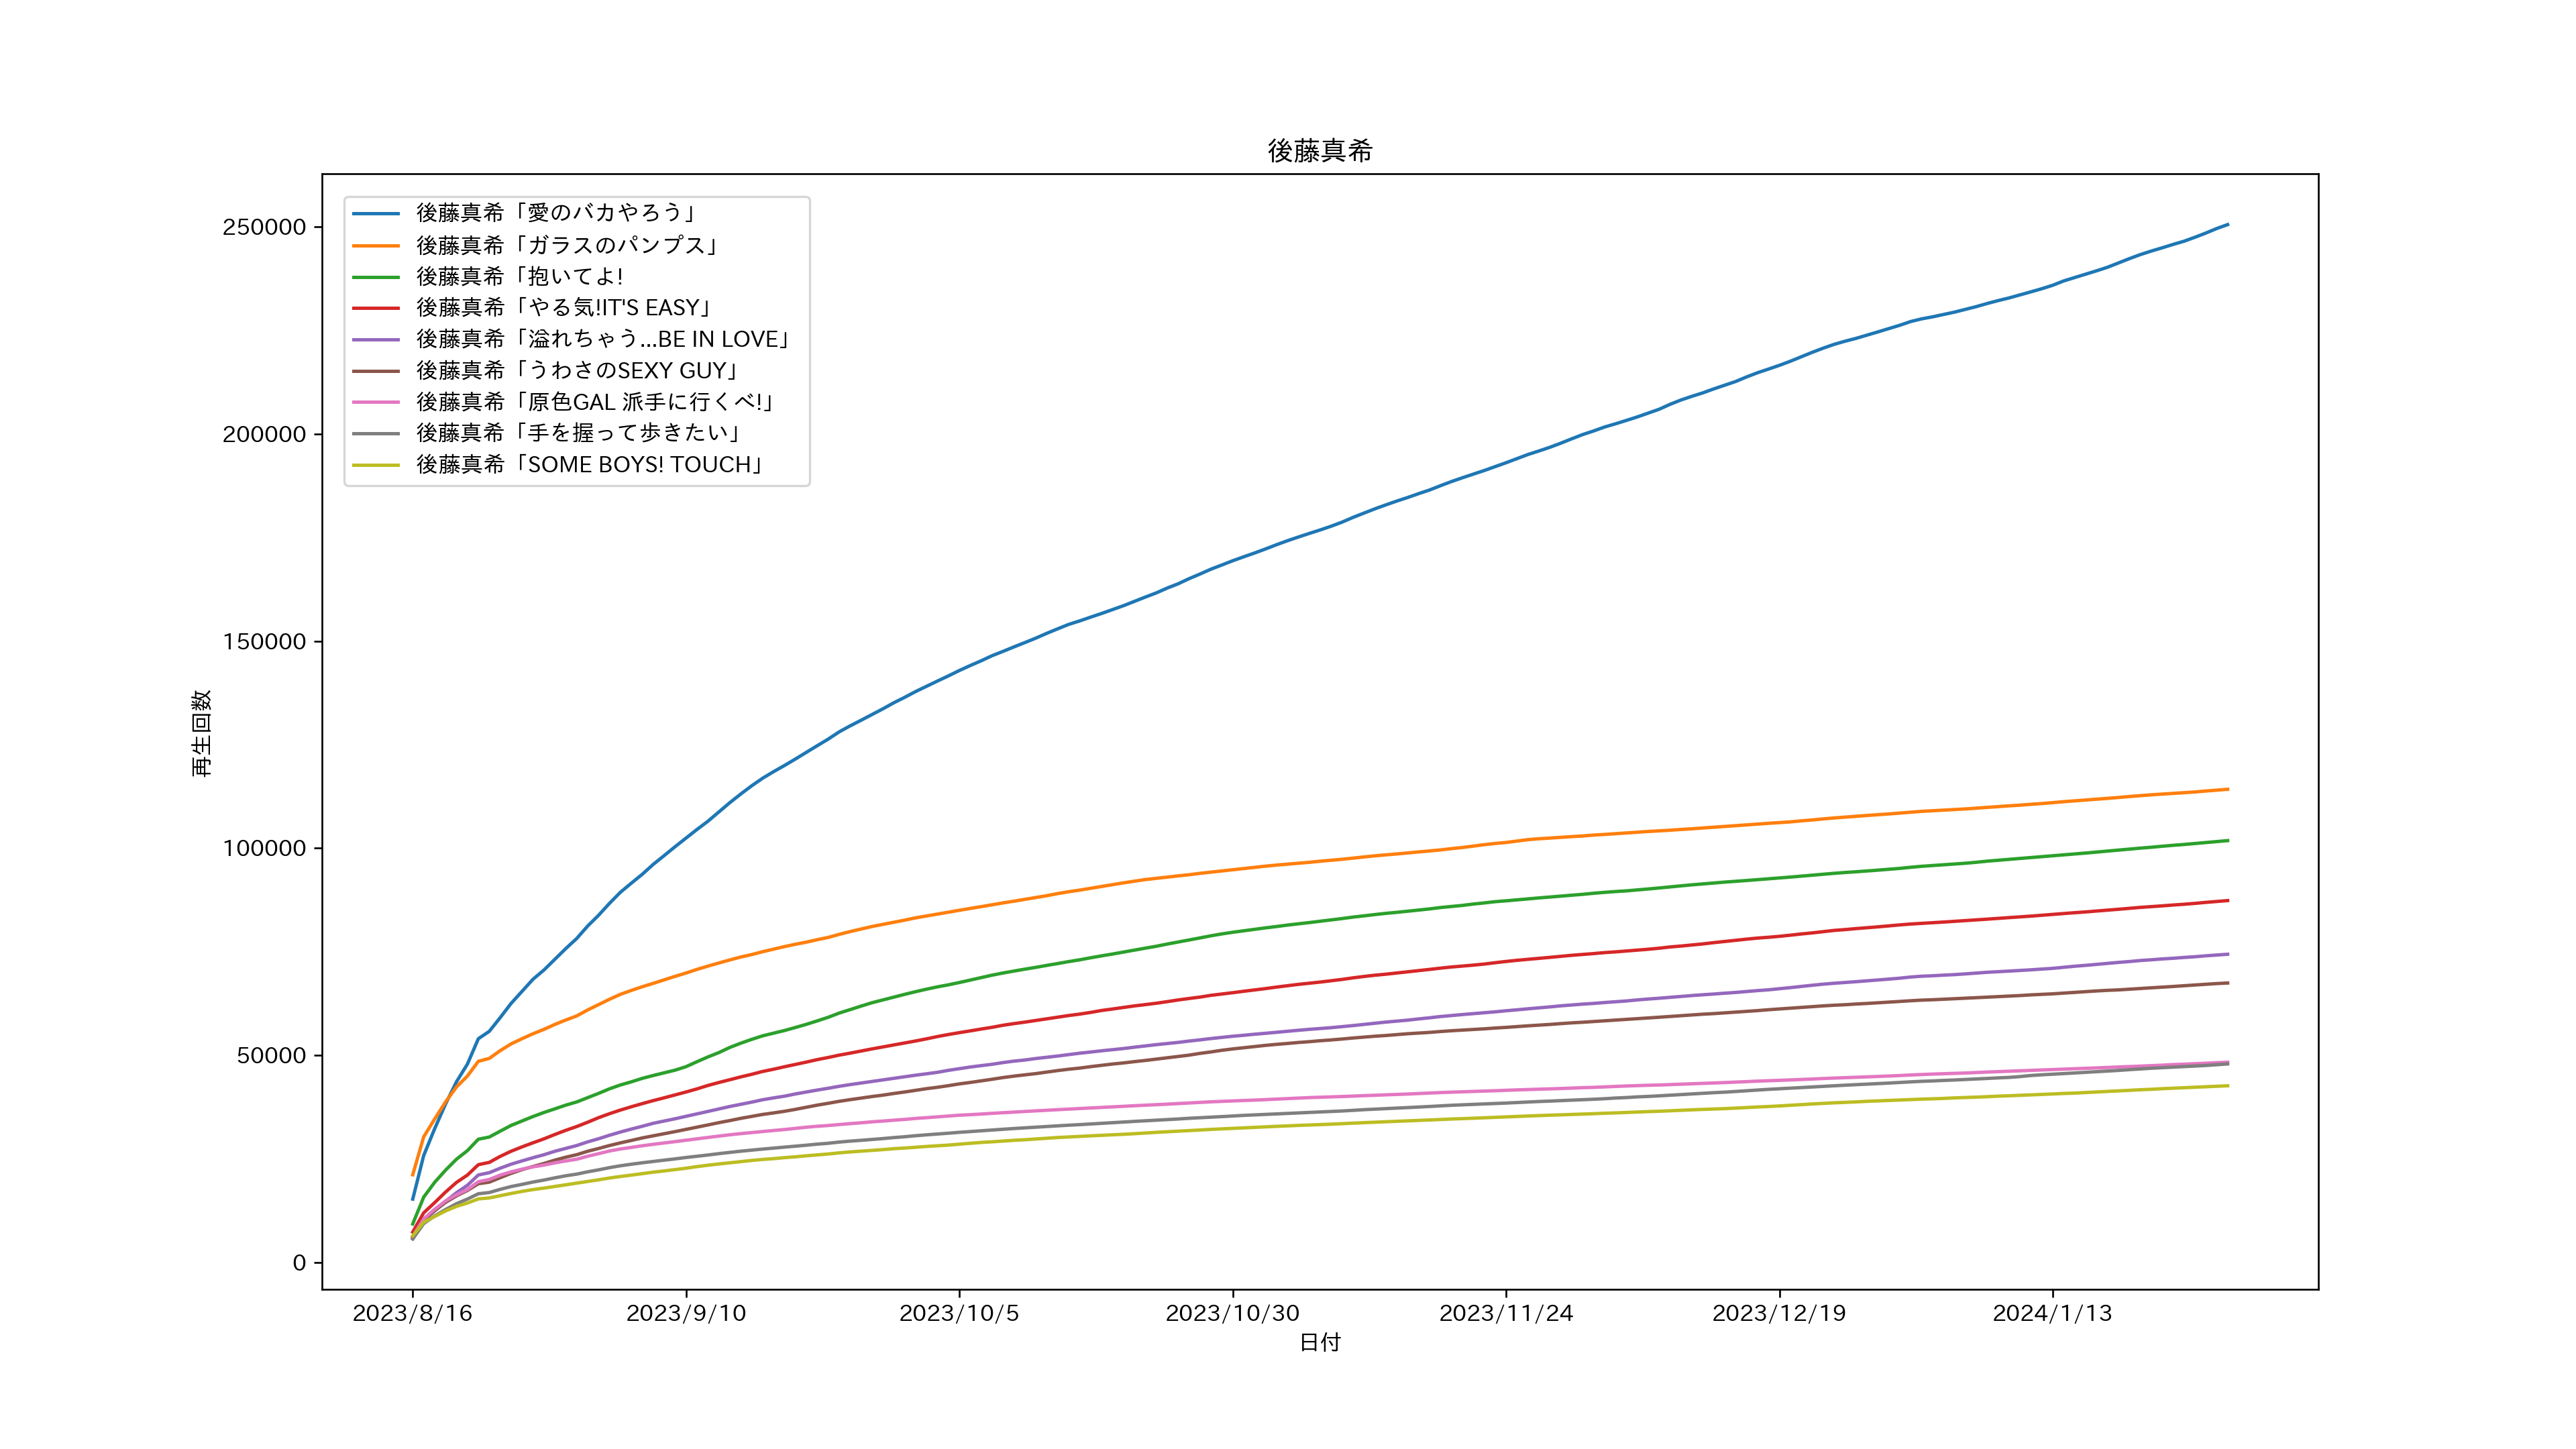 後藤真希
後藤真希「愛のバカやろう」
後藤真希「ガラスのパンプス」
後藤真希「抱いてよ!
後藤真希「やる気!IT'S EASY」
後藤真希「溢れちゃう...BE IN LOVE」
後藤真希「うわさのSEXY GUY」
後藤真希「原色GAL 派手に行くべ!」
後藤真希「手を握って歩きたい」
後藤真希「SOME BOYS! TOUCH」
250000
200000
150000
100000
50000
0
再生回数
2023/8/16 2023/9/10 2023/10/5 2023/10/30 2023/11/24 2023/12/19 2024/1/13
日付